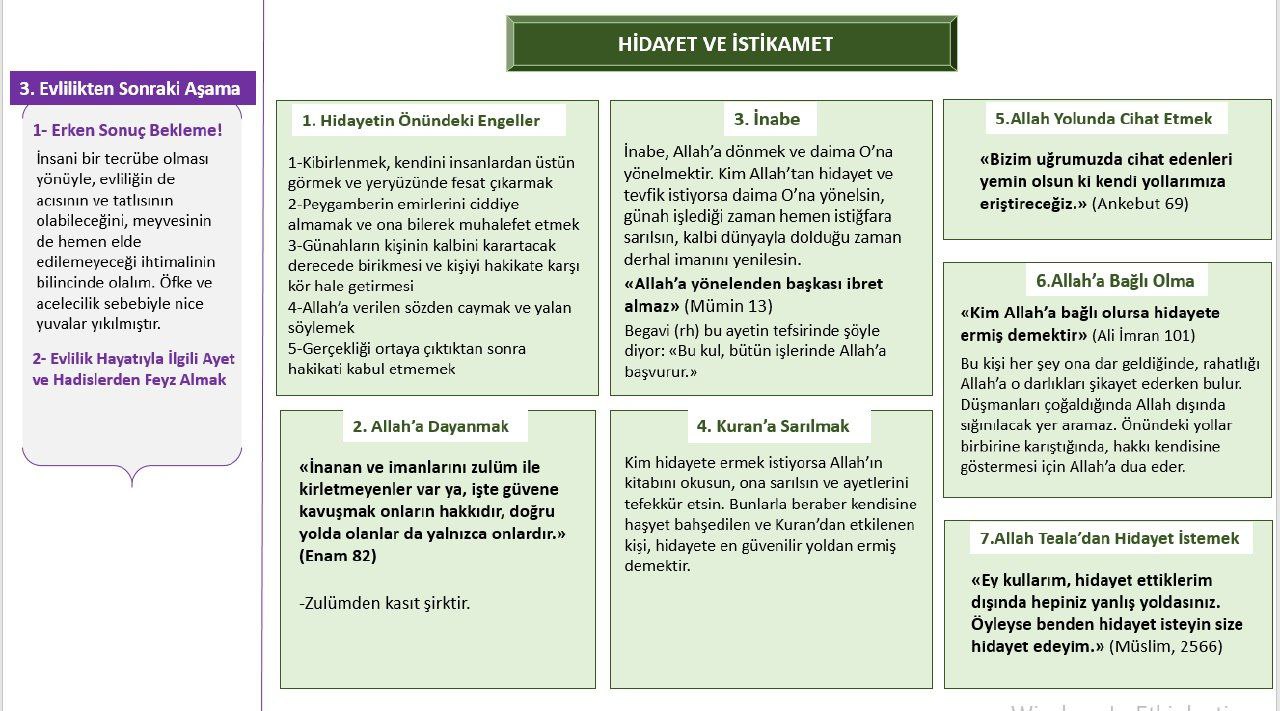 3. Evlilikten Sonraki Aşama
1- Erken Sonuç Bekleme!
İnsani bir tecrübe olması
yönüyle, evliliğin de
acısının ve tatlısının
olabileceğini, meyvesinin
de hemen elde
edilemeyeceği ihtimalinin
bilincinde olalım. Öfke ve
acelecilik sebebiyle nice
yuvalar yıkılmıştır.
2- Evlilik Hayatıyla İlgili Ayet
ve Hadislerden Feyz Almak
HİDAYET VE İSTİKAMET
1. Hidayetin Önündeki Engeller
1-Kibirlenmek, kendini insanlardan üstün
görmek ve yeryüzünde fesat çıkarmak
2-Peygamberin emirlerini ciddiye
almamak ve ona bilerek muhalefet etmek
3-Günahların kişinin kalbini karartacak
derecede birikmesi ve kişiyi hakikate karşı
kör hale getirmesi
4-Allah'a verilen sözden caymak ve yalan
söylemek
5-Gerçekliği ortaya çıktıktan sonra
hakikati kabul etmemek
2. Allah'a Dayanmak
«İnanan ve imanlarını zulüm ile
kirletmeyenler var ya, işte güvene
kavuşmak onların hakkıdır, doğru
yolda olanlar da yalnızca onlardır.»
(Enam 82)
-Zulümden kasıt şirktir.
3. İnabe
İnabe, Allah'a dönmek ve daima O'na
yönelmektir. Kim Allah'tan hidayet ve
tevfik istiyorsa daima O'na yönelsin,
günah işlediği zaman hemen istiğfara
sarılsın, kalbi dünyayla dolduğu zaman
derhal imanını yenilesin.
«Allah'a yönelenden başkası ibret
almaz» (Mümin 13)
Begavi (rh) bu ayetin tefsirinde şöyle
diyor: «Bu kul, bütün işlerinde Allah'a
başvurur.»
4. Kuran'a Sarılmak
Kim hidayete ermek istiyorsa Allah'ın
kitabını okusun, ona sarılsın ve ayetlerini
tefekkür etsin. Bunlarla beraber kendisine
haşyet bahşedilen ve Kuran'dan etkilenen
kişi, hidayete en güvenilir yoldan ermiş
demektir.
5.Allah Yolunda Cihat Etmek
«Bizim uğrumuzda cihat edenleri
yemin olsun ki kendi yollarımıza
eriştireceğiz.» (Ankebut 69)
6.Allah'a Bağlı Olma
«Kim Allah'a bağlı olursa hidayete
ermiş demektir» (Ali İmran 101)
Bu kişi her şey ona dar geldiğinde, rahatlığı
Allah'a o darlıkları şikayet ederken bulur.
Düşmanları çoğaldığında Allah dışında
sığınılacak yer aramaz. Önündeki yollar
birbirine karıştığında, hakkı kendisine
göstermesi için Allah'a dua eder.
7.Allah Teala'dan Hidayet İstemek
«Ey kullarım, hidayet ettiklerim
dışında hepiniz yanlış yoldasınız.
Öyleyse benden hidayet isteyin size
hidayet edeyim.» (Müslim, 2566)